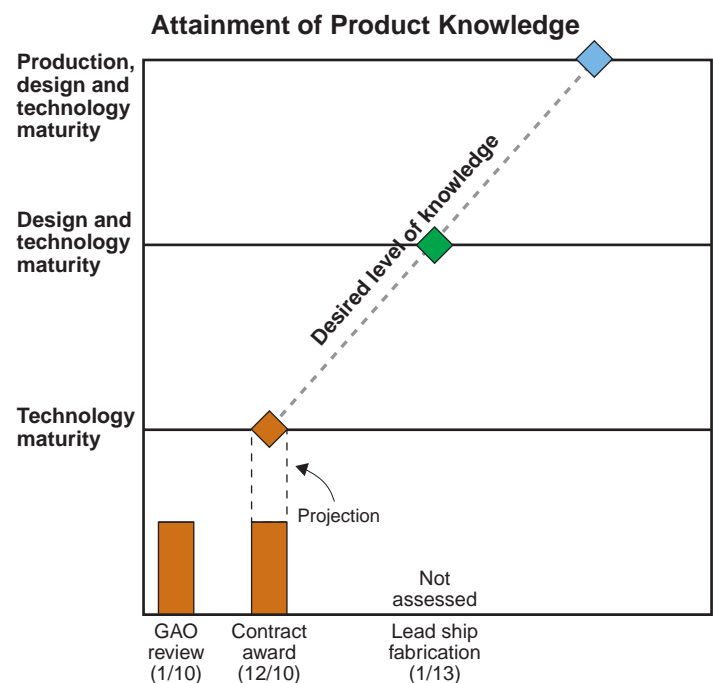 Attainment of Product Knowledge
Production,
design and
technology
maturity
Design and
technology
maturity
Desired level of knowledge
Technology
maturity
Projection
Not
assessed
GAO
review
(1/10)
Contract
award
(12/10)
Lead ship
fabrication
(1/13)